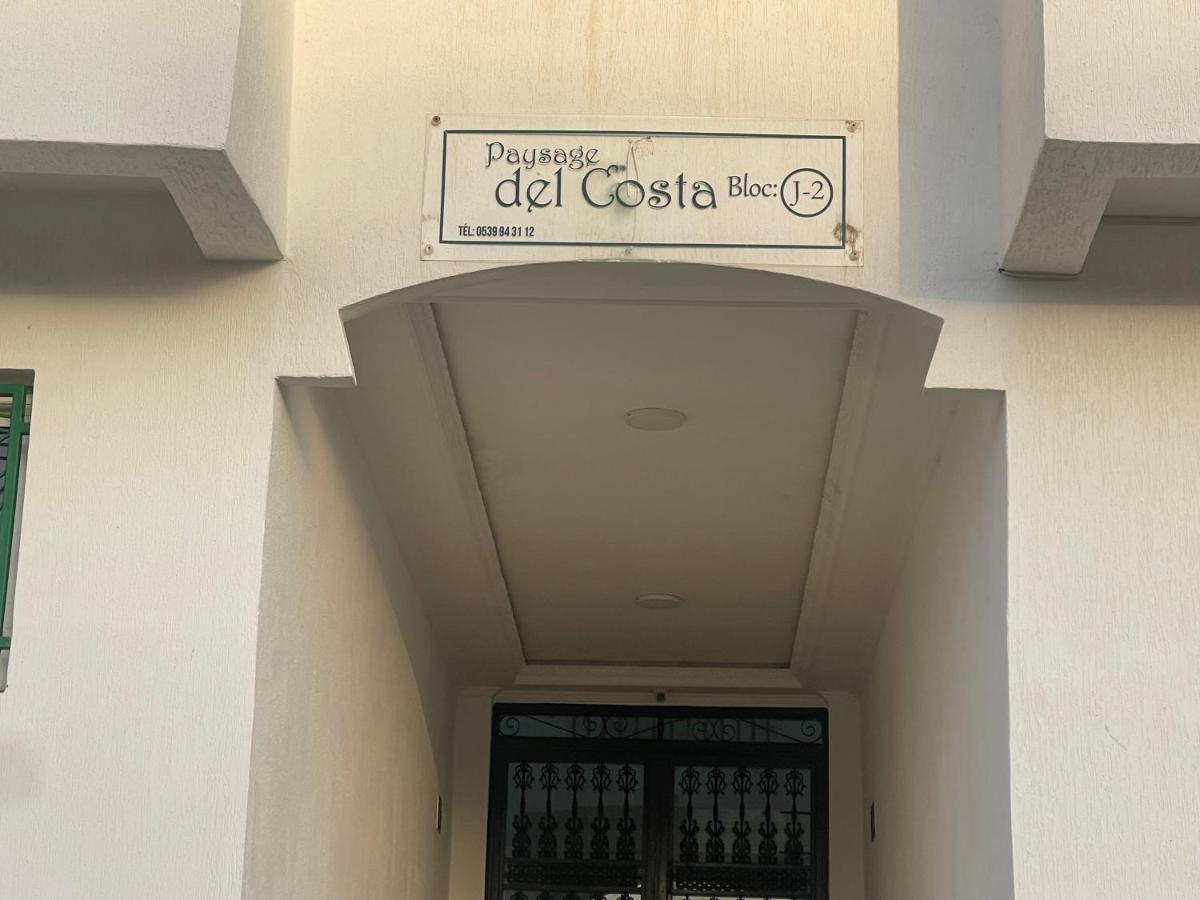 Paysage
del Costa Bloc: J-2
TÉL: 0539 94 31 12